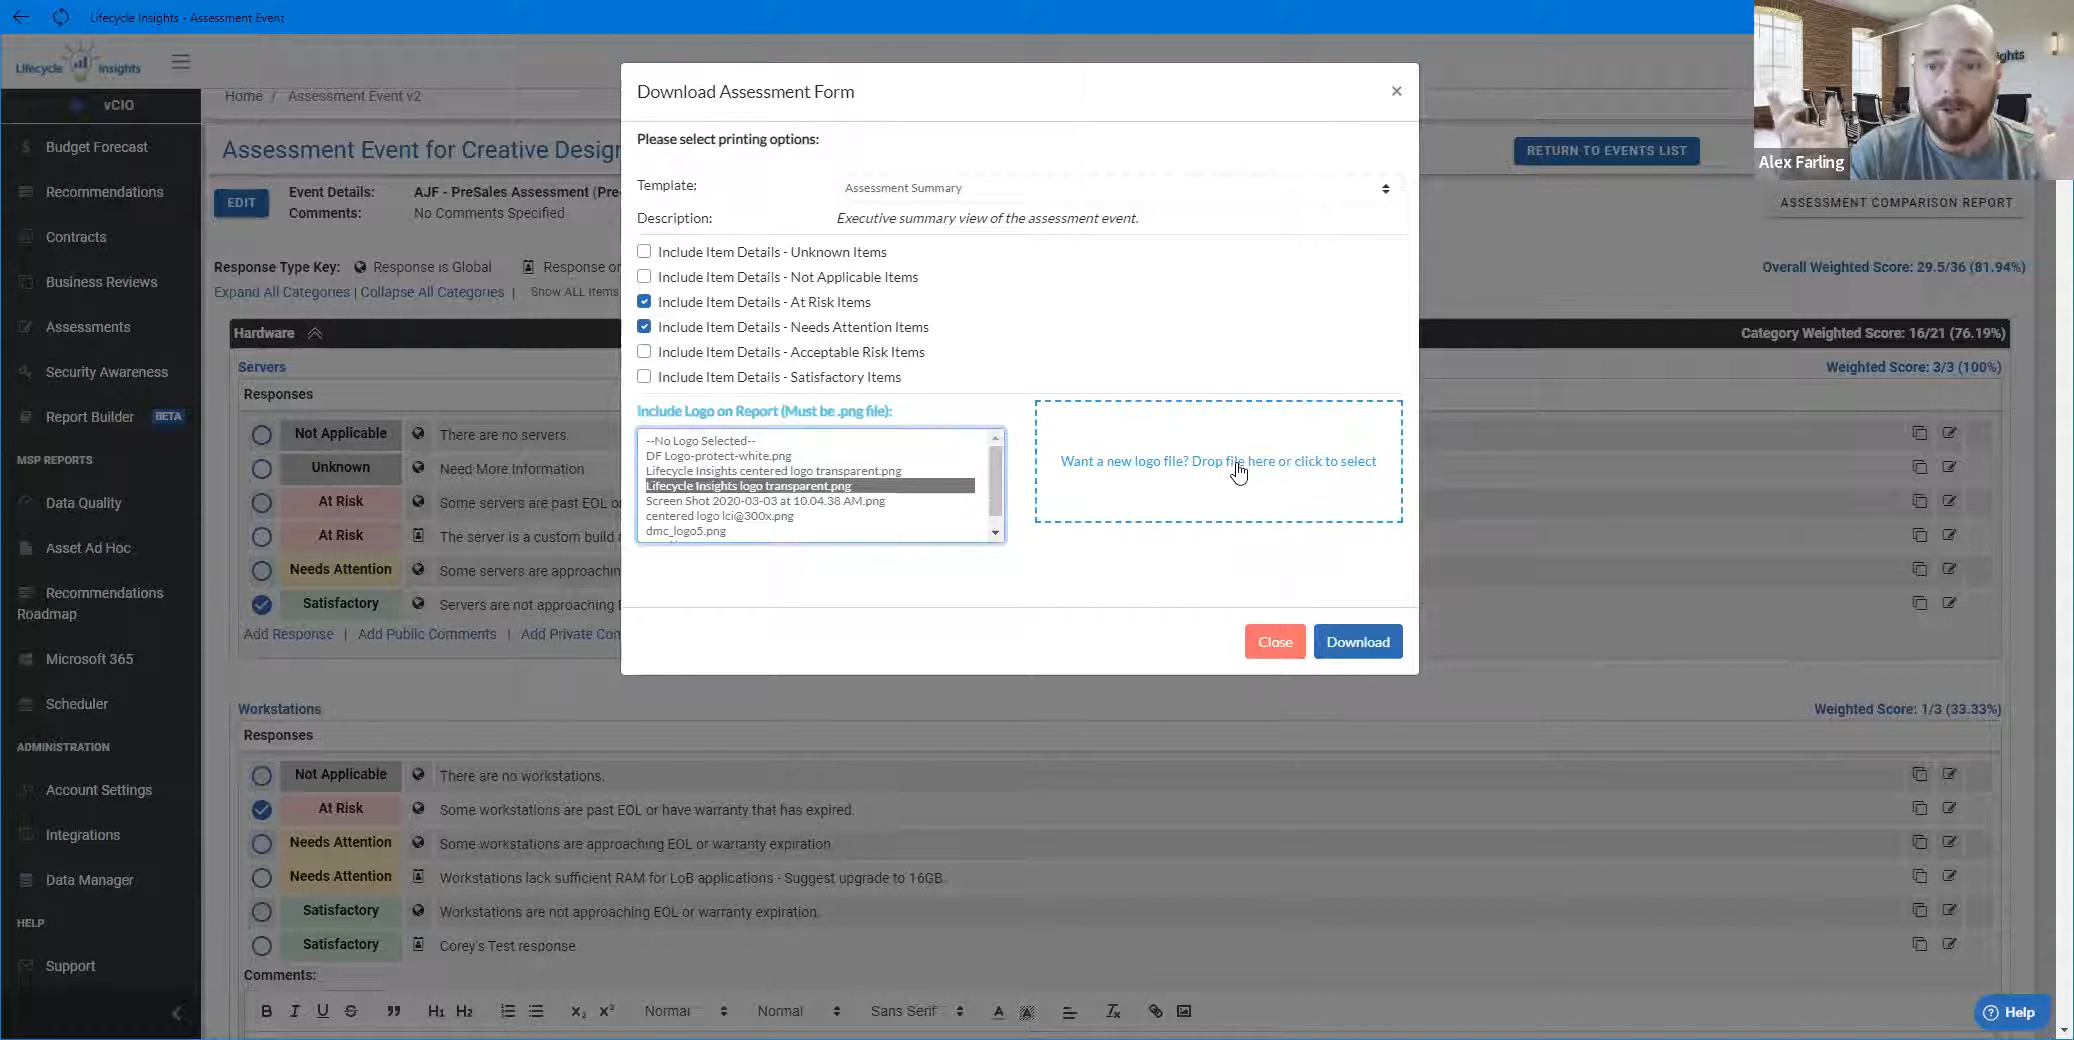 Lifecycle Insights - Assessment Event
Lifecycle Insights
vCIO
Budget Forecast
Recommendations
Contracts
Business Reviews
Assessments
Security Awareness
Report Builder BETA
MSP REPORTS
Data Quality
Asset Ad Hoc
Recommendations
Roadmap
Microsoft 365
Scheduler
ADMINISTRATION
Account Settings
Integrations
Data Manager
HELP
Support
Home / Assessment Event v2
Assessment Event for Creative Desig
RETURN TO EVENTS LIST
EDIT
Event Details: AJF - PreSales Assessment (Pre-
Comments: No Comments Specified
ASSESSMENT COMPARISON REPORT
Response Type Key: Response is Global Response
Overall Weighted Score: 29.5/36 (81.94%)
Expand All Categories | Collapse All Categories | Show ALL Items
Hardware
Category Weighted Score: 16/21 (76.19%)
Servers
Weighted Score: 3/3 (100%)
Responses
Not Applicable There are no servers.
Unknown Need More Information
At Risk Some servers are past EOL
At Risk The server is a custom build
Needs Attention Some servers are approachin
Satisfactory Servers are not approaching
Add Response | Add Public Comments | Add Private Con
Workstations
Weighted Score: 1/3 (33.33%)
Responses
Not Applicable There are no workstations.
At Risk Some workstations are past EOL or have warranty that has expired.
Needs Attention Some workstations are approaching EOL or warranty expiration.
Needs Attention Workstations lack sufficient RAM for LoB applications - Suggest upgrade to 16GB.
Satisfactory Workstations are not approaching EOL or warranty expiration.
Satisfactory Corey's Test response
Comments:
B I U S H1 H2 X2 X2 Normal Normal Sans Serif A A Tx
Download Assessment Form ×
Please select printing options:
Template: Assessment Summary
Description: Executive summary view of the assessment event.
Include Item Details - Unknown Items
Include Item Details - Not Applicable Items
Include Item Details - At Risk Items
Include Item Details - Needs Attention Items
Include Item Details - Acceptable Risk Items
Include Item Details - Satisfactory Items
Include Logo on Report (Must be .png file):
--No Logo Selected--
DF Logo-protect-white.png
Lifecycle Insights centered logo transparent.png
Lifecycle Insights logo transparent.png
Screen Shot 2020-03-03 at 10.04.38 AM.png
centered logo lci@300x.png
dmc_logo5.png
Want a new logo file? Drop file here or click to select
Close Download
ghts
Alex Farling
Help